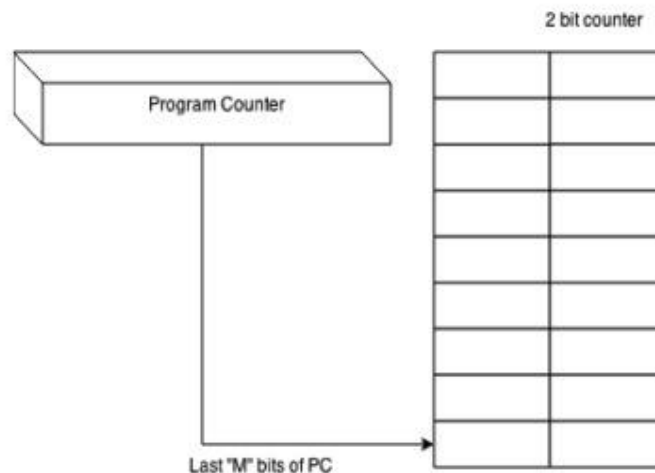 2 bit counter
Program Counter
Last "M" bits of PC